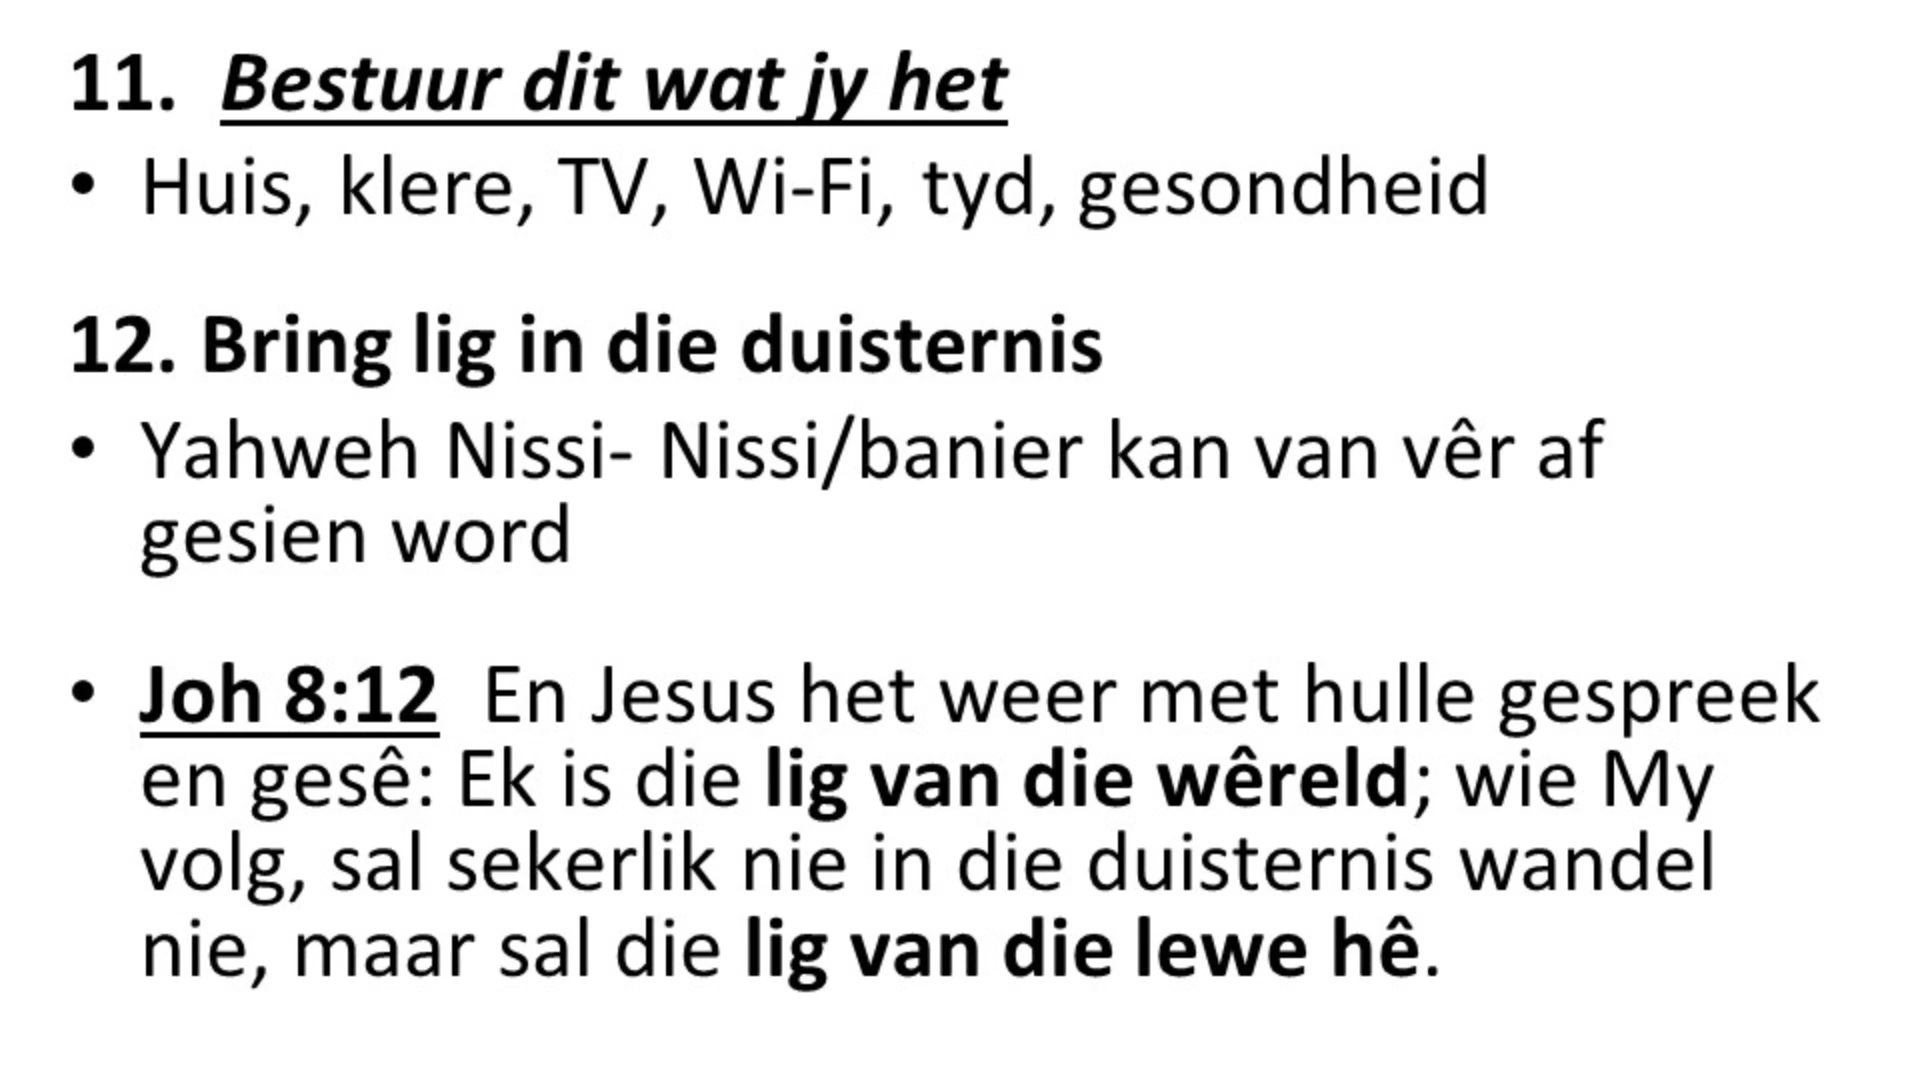 11. Bestuur dit wat jy het
• Huis, klere, TV, Wi-Fi, tyd, gesondheid
12. Bring lig in die duisternis
• Yahweh Nissi- Nissi/banier kan van vêr af
gesien word
• Joh 8:12 En Jesus het weer met hulle gespreek
en gesê: Ek is die lig van die wêreld; wie My
volg, sal sekerlik nie in die duisternis wandel
nie, maar sal die lig van die lewe hê.